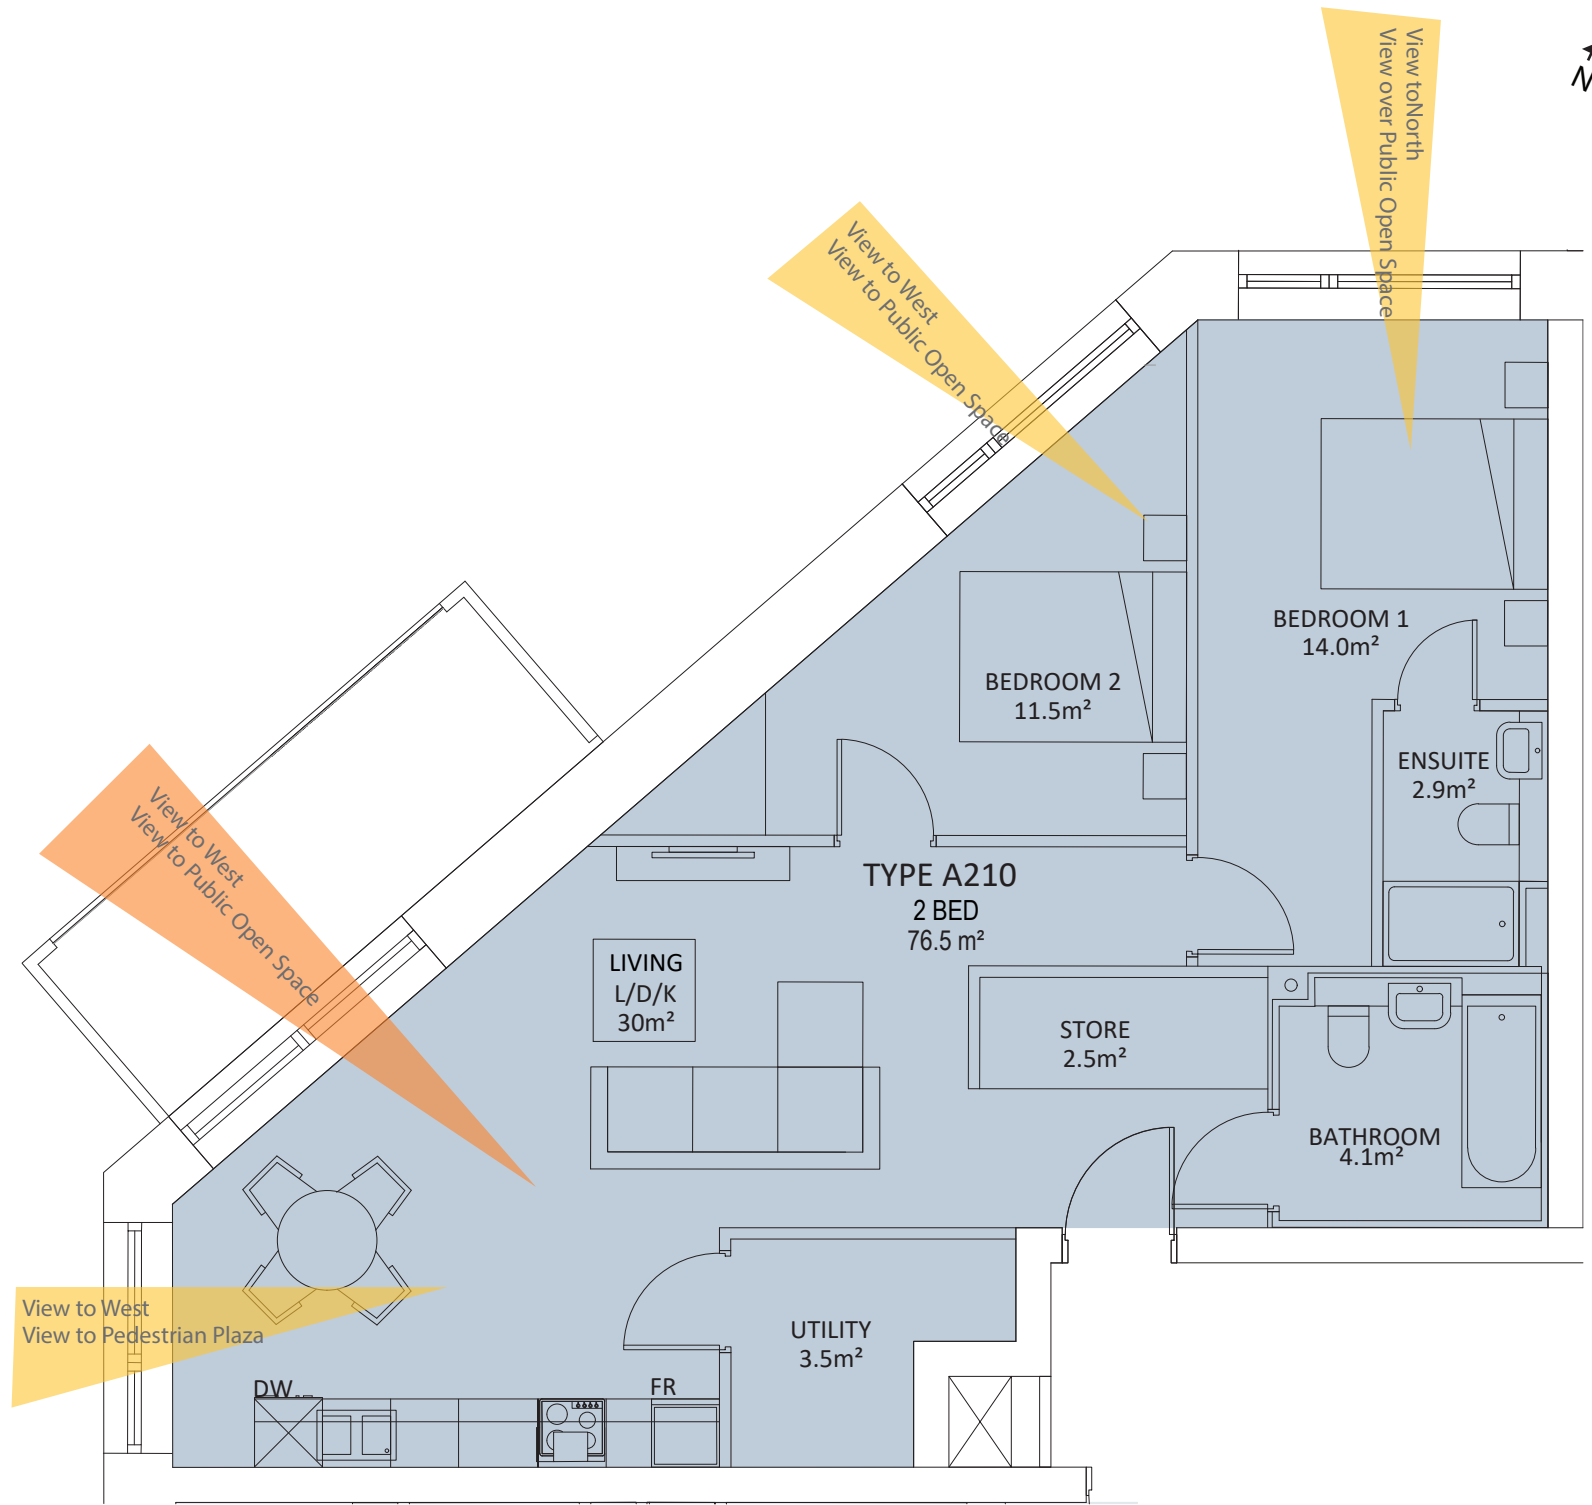 View toNorth
View over Public Open Space
N
View to West
View to Public Open Space
BEDROOM 1
14.0m²
BEDROOM 2
11.5m²
ENSUITE
2.9m²
View to West
View to Public Open Space
TYPE A210
2 BED
76.5 m²
LIVING
L/D/K
30m²
STORE
2.5m²
BATHROOM
4.1m²
View to West
View to Pedestrian Plaza
UTILITY
3.5m²
DW
FR